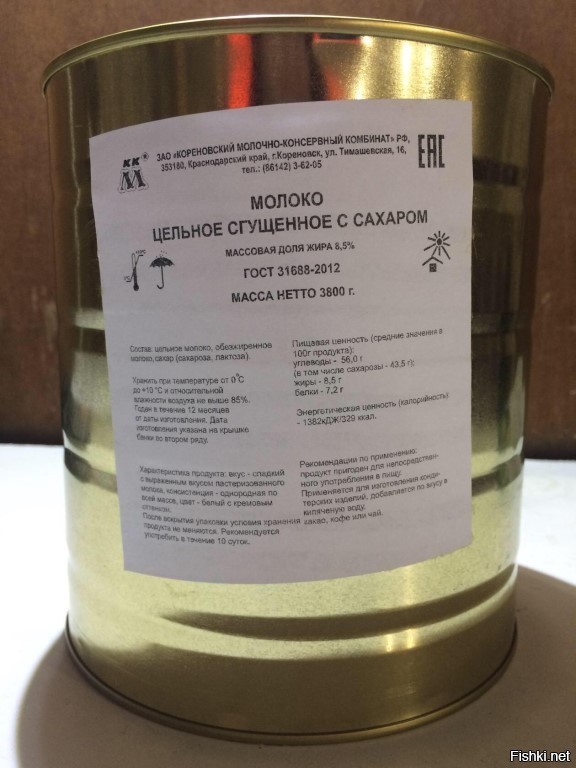 КК
М
®
ЗАО «КОРЕНОВСКИЙ МОЛОЧНО-КОНСЕРВНЫЙ КОМБИНАТ» РФ,
353180, Краснодарский край, г.Кореновск, ул. Тимашевская, 16,
тел.: (86142) 3-62-05
ЕАС
МОЛОКО
ЦЕЛЬНОЕ СГУЩЕННОЕ С САХАРОМ
МАССОВАЯ ДОЛЯ ЖИРА 8,5%
ГОСТ 31688-2012
МАССА НЕТТО 3800 г.
Состав: цельное молоко, обезжиренное
молоко, сахар (сахароза, лактоза).
Хранить при температуре от 0°С
до +10°С и относительной
влажности воздуха не выше 85%.
Годен в течение 12 месяцев
от даты изготовления. Дата
изготовления указана на крышке
банки во втором ряду.
Пищевая ценность (средние значения в
100г продукта):
углеводы - 56,0 г
(в том числе сахарозы - 43,5 г);
жиры - 8,5 г
белки - 7,2 г
Энергетическая ценность (калорийность):
- 1382кДЖ/329 ккал.
Характеристика продукта: вкус - сладкий
с выраженным вкусом пастеризованного
молока, консистенция - однородная по
всей массе, цвет - белый с кремовым
оттенком.
После вскрытия упаковки условия хранения
продукта не меняются. Рекомендуется
употребить в течение 10 суток.
Рекомендации по применению:
продукт пригоден для непосредствен-
ного употребления в пищу.
Применяется для изготовления конди-
терских изделий, добавляется по вкусу в
кипяченую воду,
какао, кофе или чай.
Fishki.net